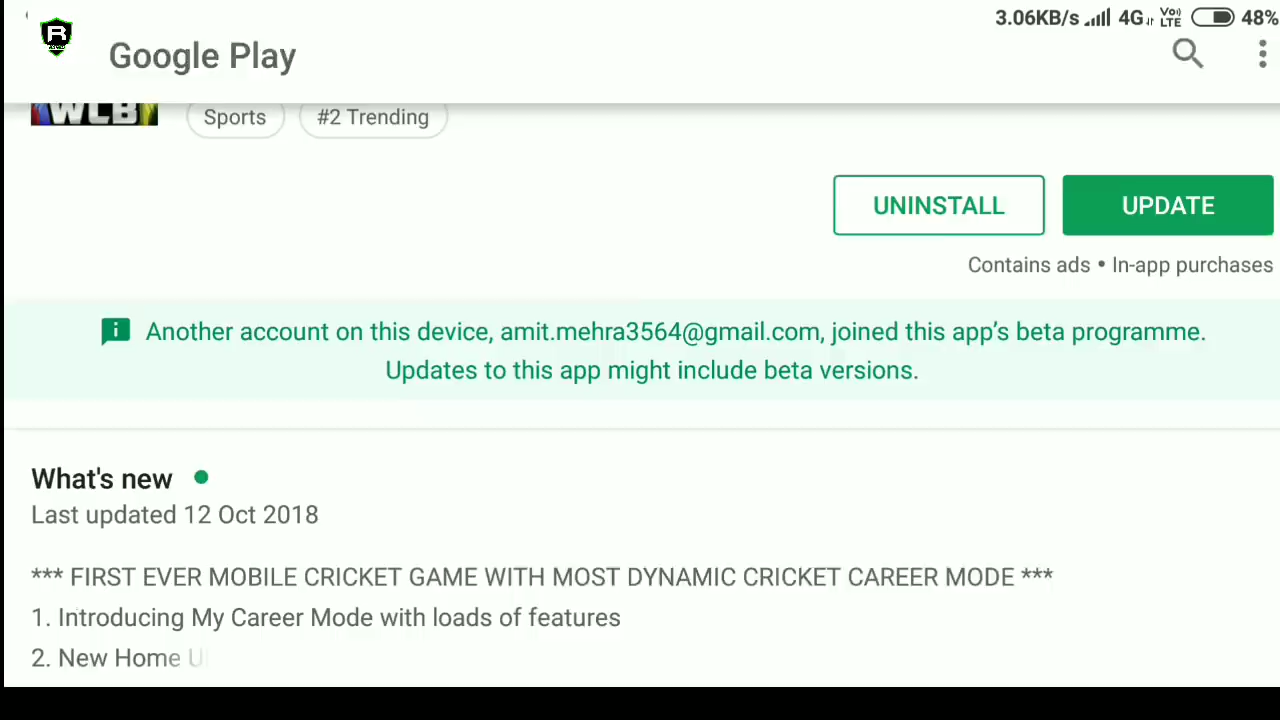 3.06KB/s 4G Vo) LTE 48%
R
Google Play
WCB
Sports #2 Trending
UNINSTALL UPDATE
Contains ads • In-app purchases
Another account on this device, amit.mehra3564@gmail.com, joined this app's beta programme.
Updates to this app might include beta versions.
What's new
Last updated 12 Oct 2018
*** FIRST EVER MOBILE CRICKET GAME WITH MOST DYNAMIC CRICKET CAREER MODE ***
1. Introducing My Career Mode with loads of features
2. New Home U